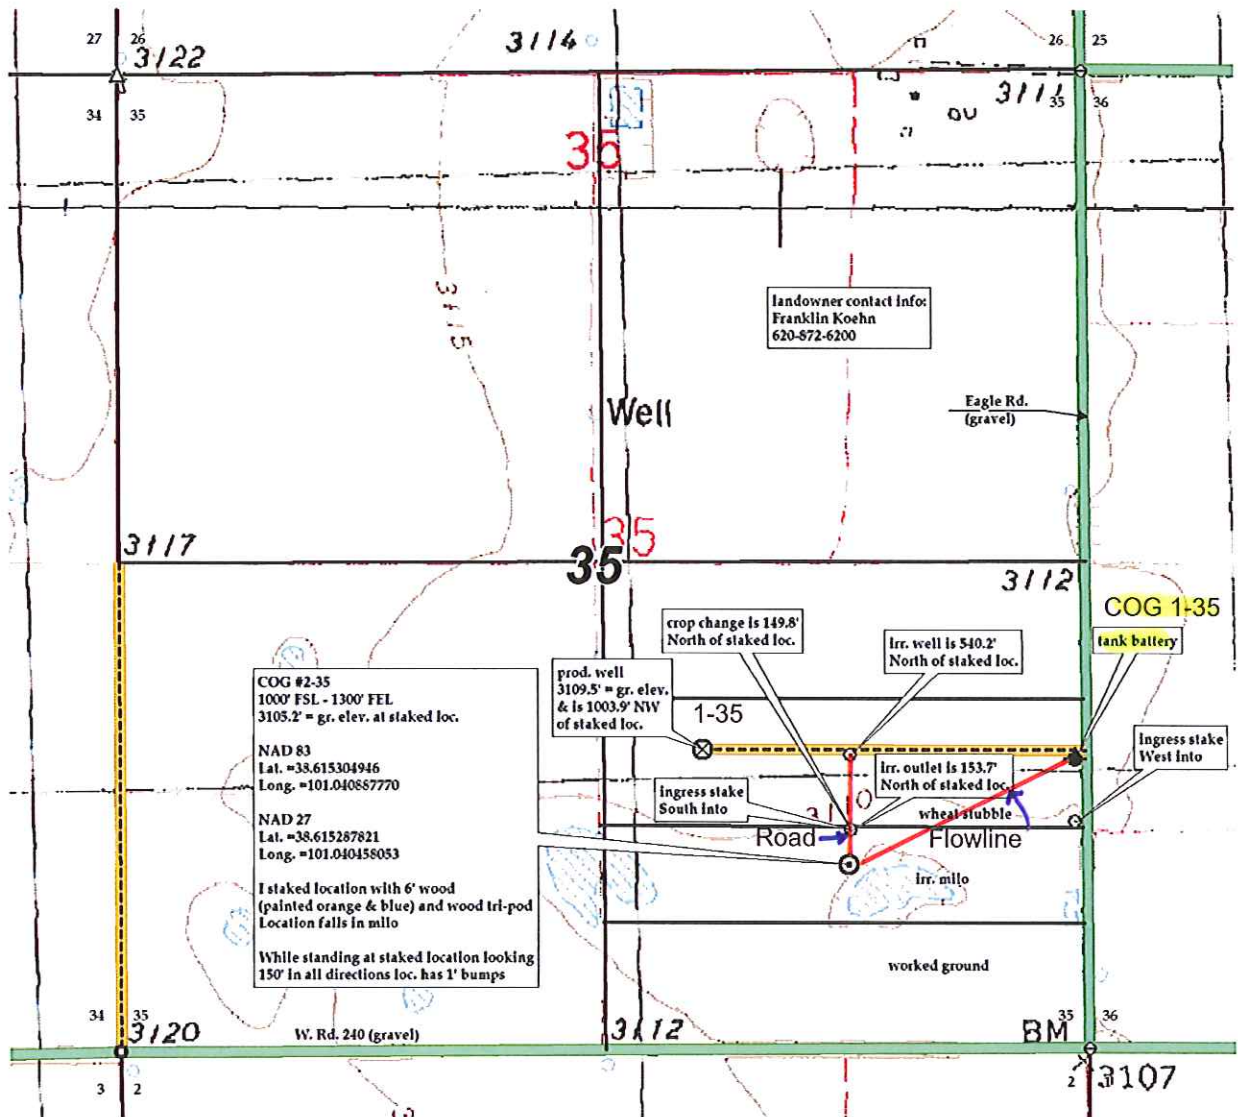 27 26
3122
3114
26 25
34 35
3111
35 36
35
3115
landowner contact info:
Franklin Koehn
620-872-6200
Well
Eagle Rd.
(gravel)
3117
35
35
3112
COG 1-35
tank battery
crop change is 149.8'
North of staked loc.
irr. well is 540.2'
North of staked loc.
prod. well
3109.5' = gr. elev.
& is 1003.9' NW
of staked loc.
1-35
Ingress stake
West into
irr. outlet is 153.7'
North of staked loc.
ingress stake
South into
wheat stubble
Road
Flowline
irr. milo
COG #2-35
1000' FSL - 1300' FEL
3105.2' = gr. elev. at staked loc.
NAD 83
Lat. =38.615304946
Long. =101.040887770
NAD 27
Lat. =38.615287821
Long. =101.040458053
I staked location with 6' wood
(painted orange & blue) and wood tri-pod
Location falls in milo
While standing at staked location looking
150' in all directions loc. has 1' bumps
worked ground
34 35
3120
W. Rd. 240 (gravel)
3112
BM
35 36
3 2
2
3107